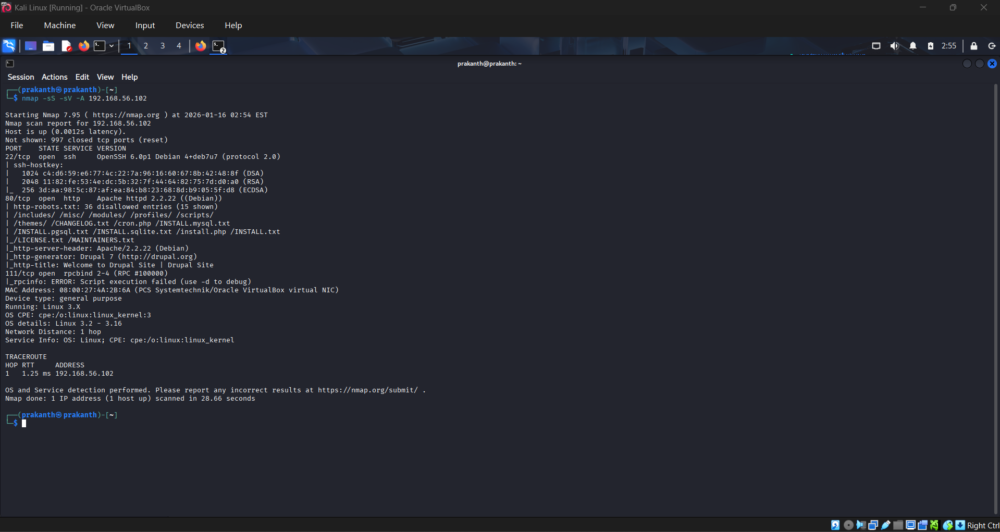 Kali Linux [Running] - Oracle VirtualBox
File Machine View Input Devices Help
1 2 3 4 2 2:55
prakanth@prakanth: ~
Session Actions Edit View Help
┌──(prakanth㉿prakanth)-[~]
└─$ nmap -sS -sV -A 192.168.56.102
Starting Nmap 7.95 ( https://nmap.org ) at 2026-01-16 02:54 EST
Nmap scan report for 192.168.56.102
Host is up (0.0012s latency).
Not shown: 997 closed tcp ports (reset)
PORT    STATE SERVICE VERSION
22/tcp  open  ssh     OpenSSH 6.0p1 Debian 4+deb7u7 (protocol 2.0)
| ssh-hostkey:
|   1024 c4:d6:59:e6:77:4c:22:7a:96:16:60:67:8b:42:48:8f (DSA)
|   2048 11:82:fe:53:4e:dc:5b:32:7f:44:64:82:75:7d:d0:a0 (RSA)
|_  256 3d:aa:98:5c:87:af:ea:84:b8:23:68:8d:b9:05:5f:d8 (ECDSA)
80/tcp  open  http    Apache httpd 2.2.22 ((Debian))
| http-robots.txt: 36 disallowed entries (15 shown)
| /includes/ /misc/ /modules/ /profiles/ /scripts/
| /themes/ /CHANGELOG.txt /cron.php /INSTALL.mysql.txt
| /INSTALL.pgsql.txt /INSTALL.sqlite.txt /install.php /INSTALL.txt
|_/LICENSE.txt /MAINTAINERS.txt
|_http-server-header: Apache/2.2.22 (Debian)
|_http-generator: Drupal 7 (http://drupal.org)
|_http-title: Welcome to Drupal Site | Drupal Site
111/tcp open  rpcbind 2-4 (RPC #100000)
|_rpcinfo: ERROR: Script execution failed (use -d to debug)
MAC Address: 08:00:27:4A:2B:6A (PCS Systemtechnik/Oracle VirtualBox virtual NIC)
Device type: general purpose
Running: Linux 3.X
OS CPE: cpe:/o:linux:linux_kernel:3
OS details: Linux 3.2 - 3.16
Network Distance: 1 hop
Service Info: OS: Linux; CPE: cpe:/o:linux:linux_kernel
TRACEROUTE
HOP RTT     ADDRESS
1   1.25 ms 192.168.56.102
OS and Service detection performed. Please report any incorrect results at https://nmap.org/submit/ .
Nmap done: 1 IP address (1 host up) scanned in 28.66 seconds
┌──(prakanth㉿prakanth)-[~]
└─$
Right Ctrl